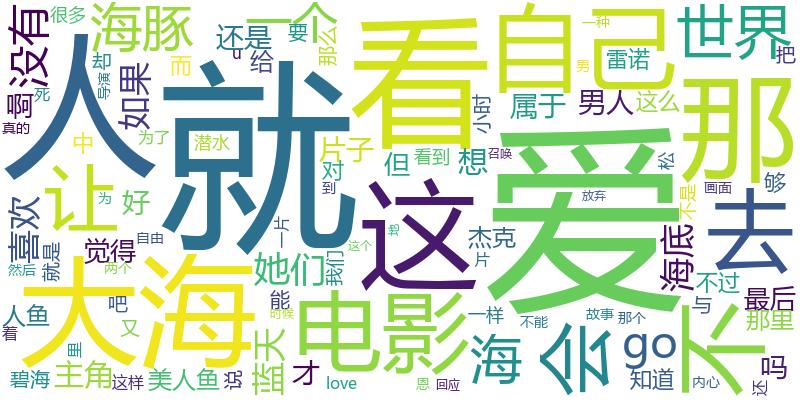 很多
没有
海豚
一个
还是
u
给
要
那么
看
自己
一种
男
世界
把
啊
死
却
导演
真的
人
如果
而
中
为了
就
潜水
片子
对
到
但
看到
想
小时
召唤
属于
男人
雷诺
这么
那
松
让
为
好
喜欢
觉得
然后
就是
自由
两个
一片
她们
我们
这个
这
谁
杰克
片
爱
放弃
不是
画面
够
去
海底
不过
与
最后
大海
能
电影
人鱼
吧
着
又
里
时候
一样
不能
故事
那个
会
go
不
那里
吗
碧海
主角
这样
美人鱼
说
蓝天
才
love
恩
回应
海
知道
内心
还